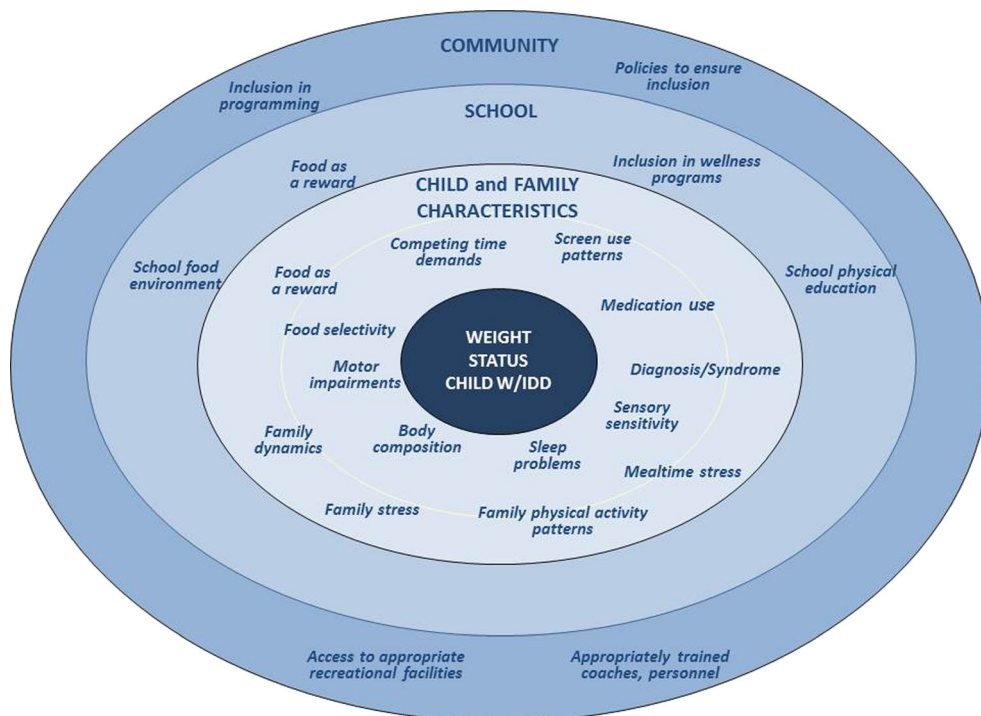 COMMUNITY
Policies to ensure
inclusion
Inclusion in
programming
SCHOOL
Food as
a reward
Inclusion in wellness
programs
CHILD and FAMILY
CHARACTERISTICS
Competing time
demands
Screen use
patterns
School food
environment
Food as
a reward
School physical
education
Medication use
Food selectivity
WEIGHT
STATUS
CHILD W/IDD
Motor
impairments
Diagnosis/Syndrome
Sensory
sensitivity
Family
dynamics
Body
composition
Sleep
problems
Mealtime stress
Family stress
Family physical activity
patterns
Access to appropriate
recreational facilities
Appropriately trained
coaches, personnel